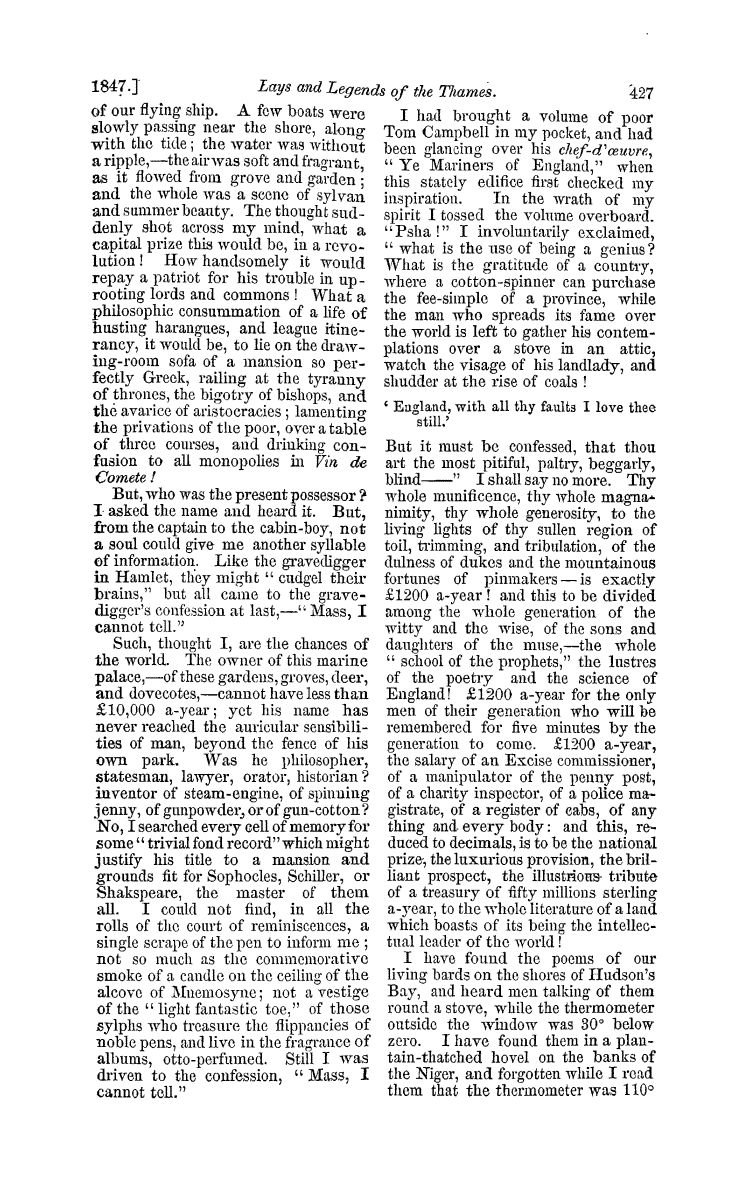 1847.] Lays and Legends of the Thames. 427
of our flying ship. A few boats were
slowly passing near the shore, along
with the tide; the water was without
a ripple,—the air was soft and fragrant,
as it flowed from grove and garden;
and the whole was a scene of sylvan
and summer beauty. The thought sud-
denly shot across my mind, what a
capital prize this would be, in a revo-
lution! How handsomely it would
repay a patriot for his trouble in up-
rooting lords and commons! What a
philosophic consummation of a life of
husting harangues, and league itine-
rancy, it would be, to lie on the draw-
ing-room sofa of a mansion so per-
fectly Greek, railing at the tyranny
of thrones, the bigotry of bishops, and
the avarice of aristocracies; lamenting
the privations of the poor, over a table
of three courses, and drinking con-
fusion to all monopolies in Vin de
Comete!
But, who was the present possessor?
I asked the name and heard it. But,
from the captain to the cabin-boy, not
a soul could give me another syllable
of information. Like the gravedigger
in Hamlet, they might "cudgel their
brains," but all came to the grave-
digger's confession at last,—"Mass, I
cannot tell."
Such, thought I, are the chances of
the world. The owner of this marine
palace,—of these gardens, groves, deer,
and dovecotes,—cannot have less than
£10,000 a-year; yet his name has
never reached the auricular sensibili-
ties of man, beyond the fence of his
own park. Was he philosopher,
statesman, lawyer, orator, historian?
inventor of steam-engine, of spinning
jenny, of gunpowder, or of gun-cotton?
No, I searched every cell of memory for
some "trivial fond record" which might
justify his title to a mansion and
grounds fit for Sophocles, Schiller, or
Shakspeare, the master of them
all. I could not find, in all the
rolls of the court of reminiscences, a
single scrape of the pen to inform me;
not so much as the commemorative
smoke of a candle on the ceiling of the
alcove of Mnemosyne; not a vestige
of the "light fantastic toe," of those
sylphs who treasure the flippancies of
noble pens, and live in the fragrance of
albums, otto-perfumed. Still I was
driven to the confession, "Mass, I
cannot tell."
I had brought a volume of poor
Tom Campbell in my pocket, and had
been glancing over his chef-d'œuvre,
"Ye Mariners of England," when
this stately edifice first checked my
inspiration. In the wrath of my
spirit I tossed the volume overboard.
"Psha!" I involuntarily exclaimed,
"what is the use of being a genius?
What is the gratitude of a country,
where a cotton-spinner can purchase
the fee-simple of a province, while
the man who spreads its fame over
the world is left to gather his contem-
plations over a stove in an attic,
watch the visage of his landlady, and
shudder at the rise of coals!
'England, with all thy faults I love thee
still.'
But it must be confessed, that thou
art the most pitiful, paltry, beggarly,
blind——" I shall say no more. Thy
whole munificence, thy whole magna-
nimity, thy whole generosity, to the
living lights of thy sullen region of
toil, trimming, and tribulation, of the
dulness of dukes and the mountainous
fortunes of pinmakers—is exactly
£1200 a-year! and this to be divided
among the whole generation of the
witty and the wise, of the sons and
daughters of the muse,—the whole
"school of the prophets," the lustres
of the poetry and the science of
England! £1200 a-year for the only
men of their generation who will be
remembered for five minutes by the
generation to come. £1200 a-year,
the salary of an Excise commissioner,
of a manipulator of the penny post,
of a charity inspector, of a police ma-
gistrate, of a register of cabs, of any
thing and every body: and this, re-
duced to decimals, is to be the national
prize, the luxurious provision, the bril-
liant prospect, the illustrious tribute
of a treasury of fifty millions sterling
a-year, to the whole literature of a land
which boasts of its being the intellec-
tual leader of the world!
I have found the poems of our
living bards on the shores of Hudson's
Bay, and heard men talking of them
round a stove, while the thermometer
outside the window was 30° below
zero. I have found them in a plan-
tain-thatched hovel on the banks of
the Niger, and forgotten while I read
them that the thermometer was 110°